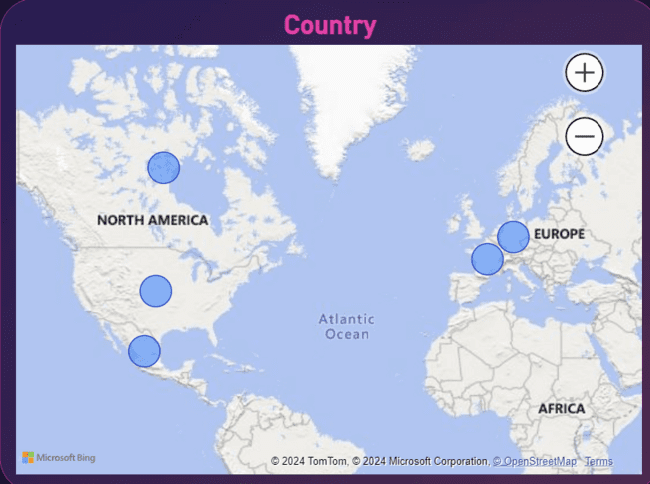 Country
+
−
NORTH AMERICA
EUROPE
Atlantic
Ocean
AFRICA
Microsoft Bing
© 2024 TomTom, © 2024 Microsoft Corporation, © OpenStreetMap Terms